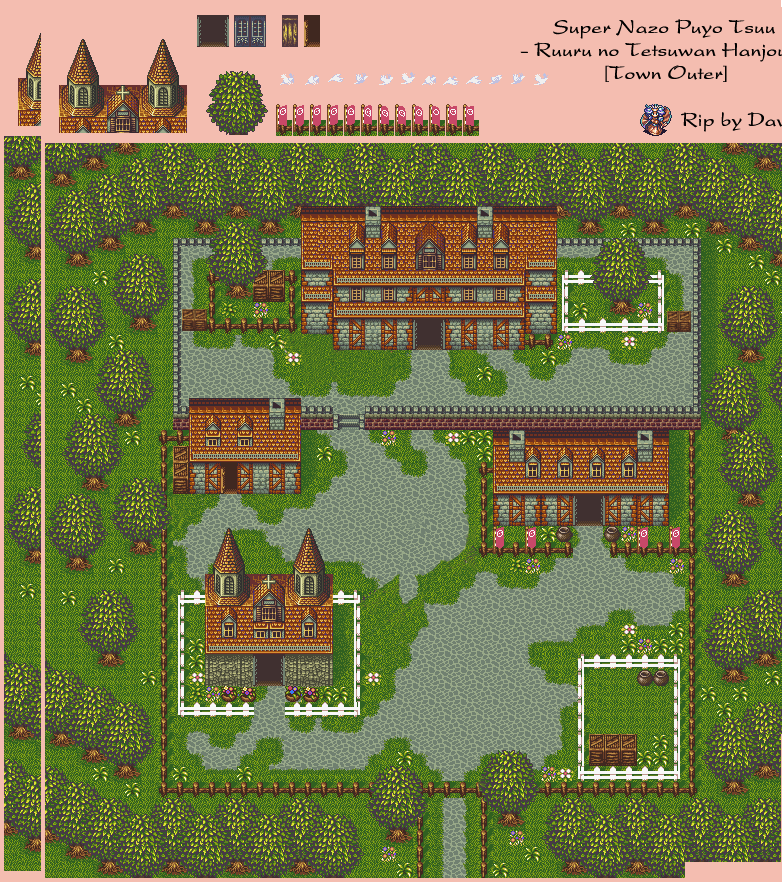 Super Nazo Puyo Tsuu
- Ruuru no Tetsuwan Hanjou
[Town Outer]
Rip by Dav